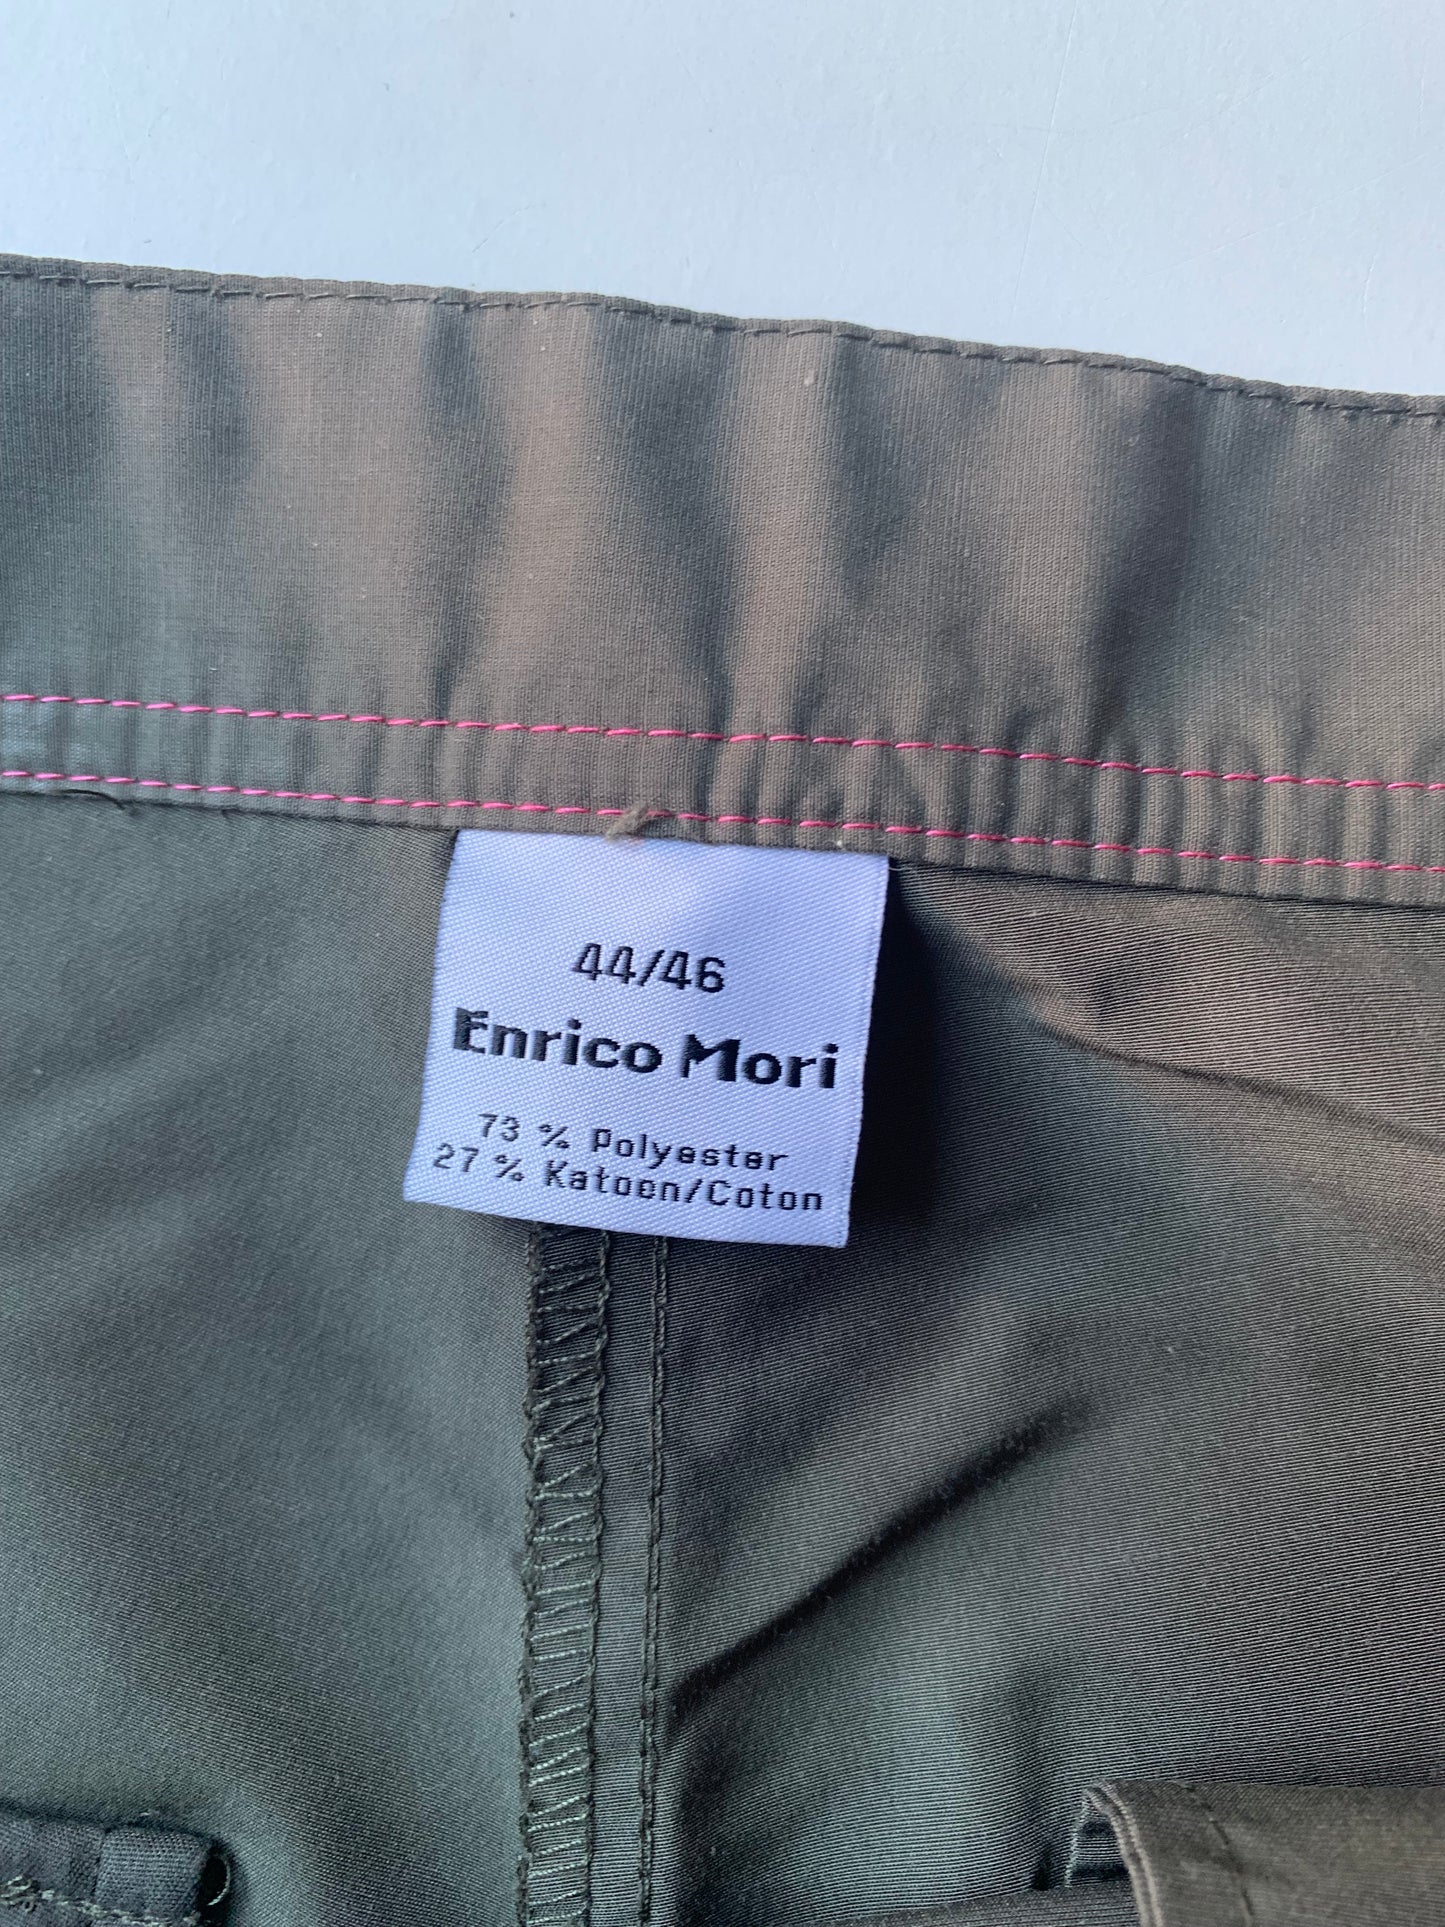 44/46
Enrico Mori
73 % Polyester
27 % Katoen/Coton